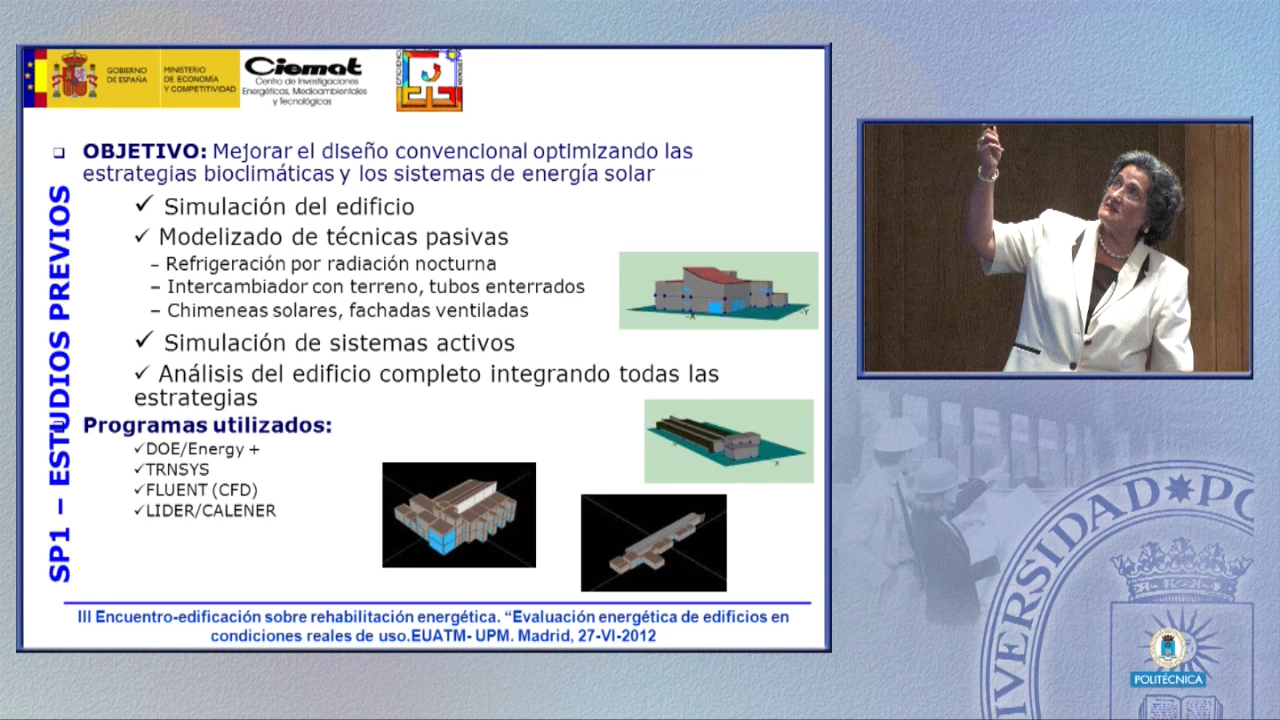 GOBIERNO
DE ESPAÑA
MINISTERIO
DE ECONOMÍA
Y COMPETITIVIDAD
Ciemat
Centro de Investigaciones
Energéticas, Medioambientales
y Tecnológicas
SP1 – ESTUDIOS PREVIOS
OBJETIVO: Mejorar el diseño convencional optimizando las
estrategias bioclimáticas y los sistemas de energía solar
✓ Simulación del edificio
✓ Modelizado de técnicas pasivas
– Refrigeración por radiación nocturna
– Intercambiador con terreno, tubos enterrados
– Chimeneas solares, fachadas ventiladas
✓ Simulación de sistemas activos
✓ Análisis del edificio completo integrando todas las
estrategias
Programas utilizados:
✓DOE/Energy +
✓TRNSYS
✓FLUENT (CFD)
✓LIDER/CALENER
-X
-Y
X
III Encuentro-edificación sobre rehabilitación energética. “Evaluación energética de edificios en
condiciones reales de uso.EUATM- UPM. Madrid, 27-VI-2012
IVERSIDAD PO
POLITÉCNICA